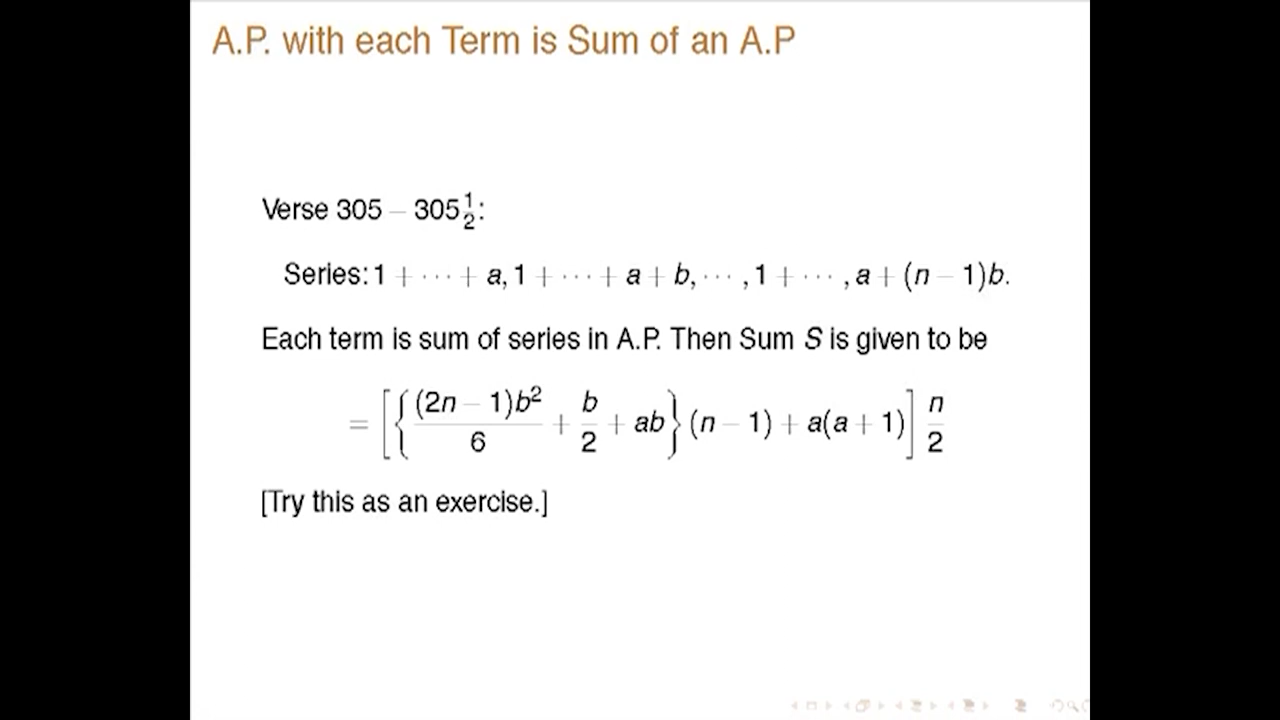 A.P. with each Term is Sum of an A.P
Verse 305 – 305½:
Series: 1 + ··· + a, 1 + ··· + a + b, ··· , 1 + ··· , a + (n − 1)b.
Each term is sum of series in A.P. Then Sum S is given to be
= [{(2n − 1)b²/6 + b/2 + ab}(n − 1) + a(a + 1)] n/2
[Try this as an exercise.]